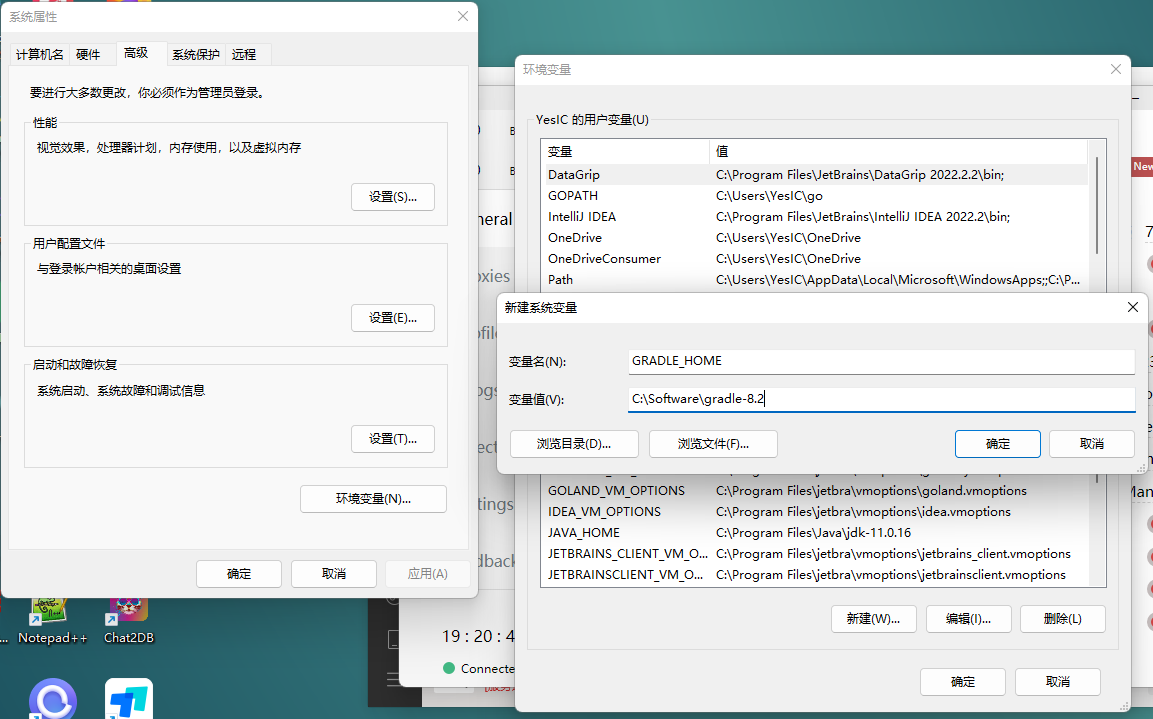 系统属性
计算机名 硬件 高级 系统保护 远程
要进行大多数更改，你必须作为管理员登录。
性能
视觉效果，处理器计划，内存使用，以及虚拟内存
设置(S)...
用户配置文件
与登录帐户相关的桌面设置
设置(E)...
启动和故障恢复
系统启动、系统故障和调试信息
设置(T)...
环境变量(N)...
确定 取消 应用(A)
环境变量
YesIC 的用户变量(U)
变量 值
DataGrip C:\Program Files\JetBrains\DataGrip 2022.2.2\bin;
GOPATH C:\Users\YesIC\go
IntelliJ IDEA C:\Program Files\JetBrains\IntelliJ IDEA 2022.2\bin;
OneDrive C:\Users\YesIC\OneDrive
OneDriveConsumer C:\Users\YesIC\OneDrive
Path C:\Users\YesIC\AppData\Local\Microsoft\WindowsApps;;C:\P...
新建系统变量
变量名(N): GRADLE_HOME
变量值(V): C:\Software\gradle-8.2
浏览目录(D)... 浏览文件(F)... 确定 取消
GOLAND_VM_OPTIONS C:\Program Files\jetbra\vmoptions\goland.vmoptions
IDEA_VM_OPTIONS C:\Program Files\jetbra\vmoptions\idea.vmoptions
JAVA_HOME C:\Program Files\Java\jdk-11.0.16
JETBRAINS_CLIENT_VM_O... C:\Program Files\jetbra\vmoptions\jetbrains_client.vmoptions
JETBRAINSCLIENT_VM_O... C:\Program Files\jetbra\vmoptions\jetbrainsclient.vmoptions
新建(W)... 编辑(I)... 删除(L)
确定 取消
neral
oxies
ofile
ogs
ect
tings
dback
19 : 20 : 4
Connecte
New
Man
Notepad++
Chat2DB